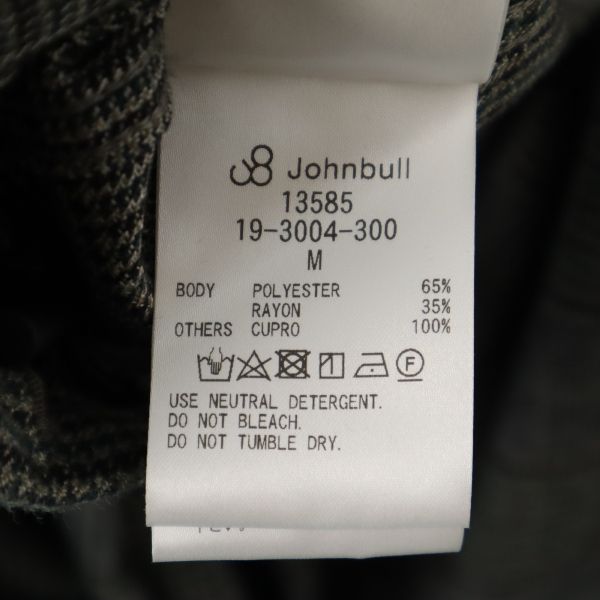 Johnbull
13585
19-3004-300
M
BODY POLYESTER 65%
RAYON 35%
OTHERS CUPRO 100%
F
USE NEUTRAL DETERGENT.
DO NOT BLEACH.
DO NOT TUMBLE DRY.